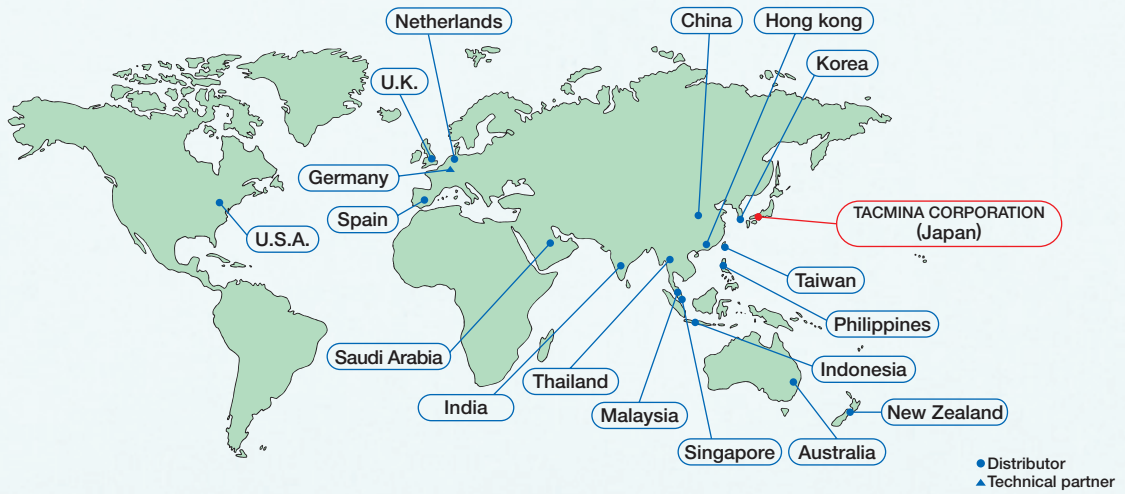 Netherlands
China
Hong kong
Korea
U.K.
Germany
Spain
U.S.A.
TACMINA CORPORATION
(Japan)
Taiwan
Philippines
Saudi Arabia
Indonesia
Thailand
India
Malaysia
New Zealand
Singapore
Australia
Distributor
Technical partner